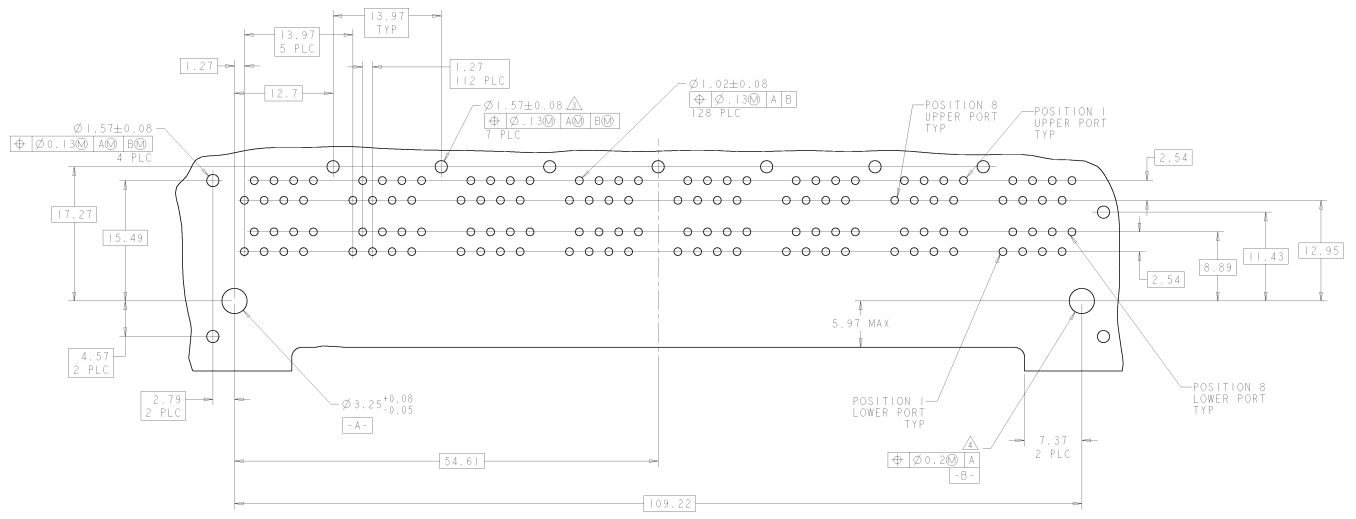 13.97
TYP
13.97
5 PLC
1.27
1.27
112 PLC
12.7
Ø1.02±0.08
⌖ Ø.13Ⓜ A B
128 PLC
Ø1.57±0.08 3
⌖ Ø.13Ⓜ AⓂ BⓂ
7 PLC
POSITION 8
UPPER PORT
TYP
POSITION 1
UPPER PORT
TYP
Ø1.57±0.08
⌖ Ø0.13Ⓜ AⓂ BⓂ
4 PLC
2.54
17.27
15.49
12.95
11.43
8.89
2.54
5.97 MAX
4.57
2 PLC
2.79
2 PLC
Ø3.25 +0.08
-0.05
-A-
POSITION 1
LOWER PORT
TYP
POSITION 8
LOWER PORT
TYP
4
⌖ Ø0.2Ⓜ A
-B-
7.37
2 PLC
54.61
109.22